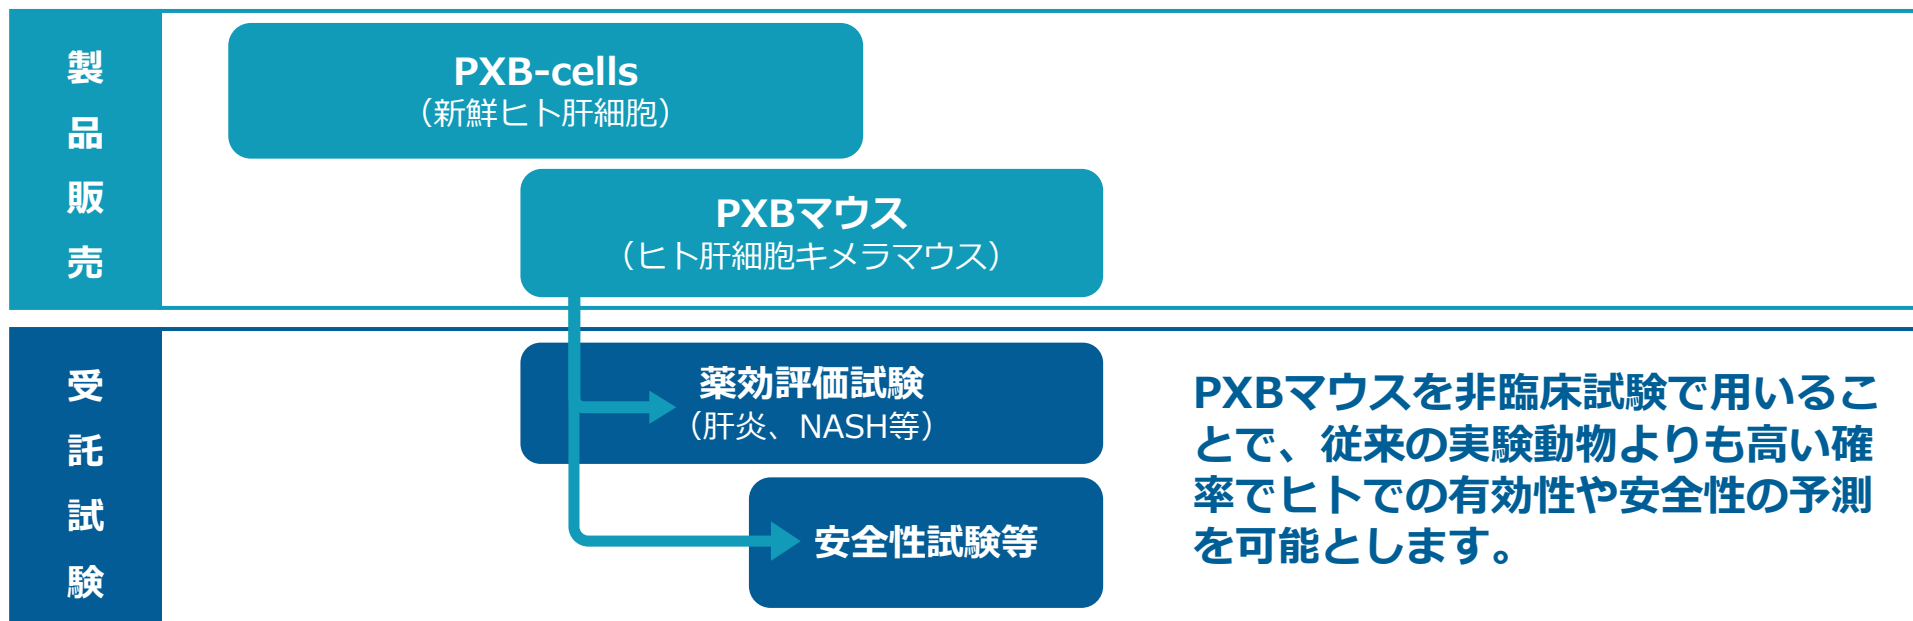 製品販売
PXB-cells
（新鮮ヒト肝細胞）
PXBマウス
（ヒト肝細胞キメラマウス）
受託試験
薬効評価試験
（肝炎、NASH等）
安全性試験等
PXBマウスを非臨床試験で用いるこ
とで、従来の実験動物よりも高い確
率でヒトでの有効性や安全性の予測
を可能とします。